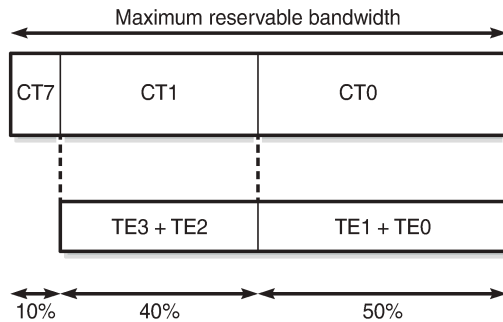 Maximum reservable bandwidth
CT7 CT1 CT0
TE3 + TE2 TE1 + TE0
10% 40% 50%